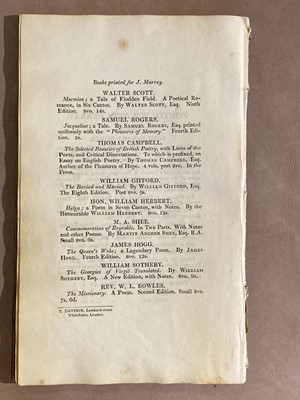 Books printed for J. Murray.
WALTER SCOTT.
Marmion; a Tale of Flodden Field. A Poetical Ro-
mance, in Six Cantos. By WALTER SCOTT, Esq. Ninth
Edition. 8vo. 14s.
SAMUEL ROGERS.
Jacqueline; a Tale. By SAMUEL ROGERS, Esq. printed
uniformly with the "Pleasures of Memory." Fourth Edi-
tion.
THOMAS CAMPBELL.
The Selected Beauties of British Poetry, with Lives of the
Poets, and Critical Dissertations. To which is prefixed, an
Essay on English Poetry. By THOMAS CAMPBELL, Esq.
Author of the Pleasures of Hope. 4 vols. post 8vo. In the
Press.
WILLIAM GIFFORD.
The Baviad and Mæviad. By WILLIAM GIFFORD, Esq.
The Eighth Edition. Post 8vo.
HON. WILLIAM HERBERT.
Helga: a Poem in Seven Cantos, with Notes. By the
Honourable WILLIAM HERBERT. 8vo. 12s.
M. A. SHEE.
Commemoration of Reynolds, In Two Parts. With Notes
and other Poems. By MARTIN ARCHER SHEE, Esq. R.A.
Small 8vo.
JAMES HOGG.
The Queen's Wake; a Legendary Poem. By JAMES
HOGG. Fourth Edition. 8vo. 12s.
WILLIAM SOTHEBY.
The Georgics of Virgil Translated. By WILLIAM
SOTHEBY, Esq. A New Edition, with Notes. 8vo. 9s.
REV. W. L. BOWLES.
The Missionary. A Poem. Second Edition. Small 8vo.
7s. 6d.
T. DAVISON, Lombard-street
Whitefriars, London.